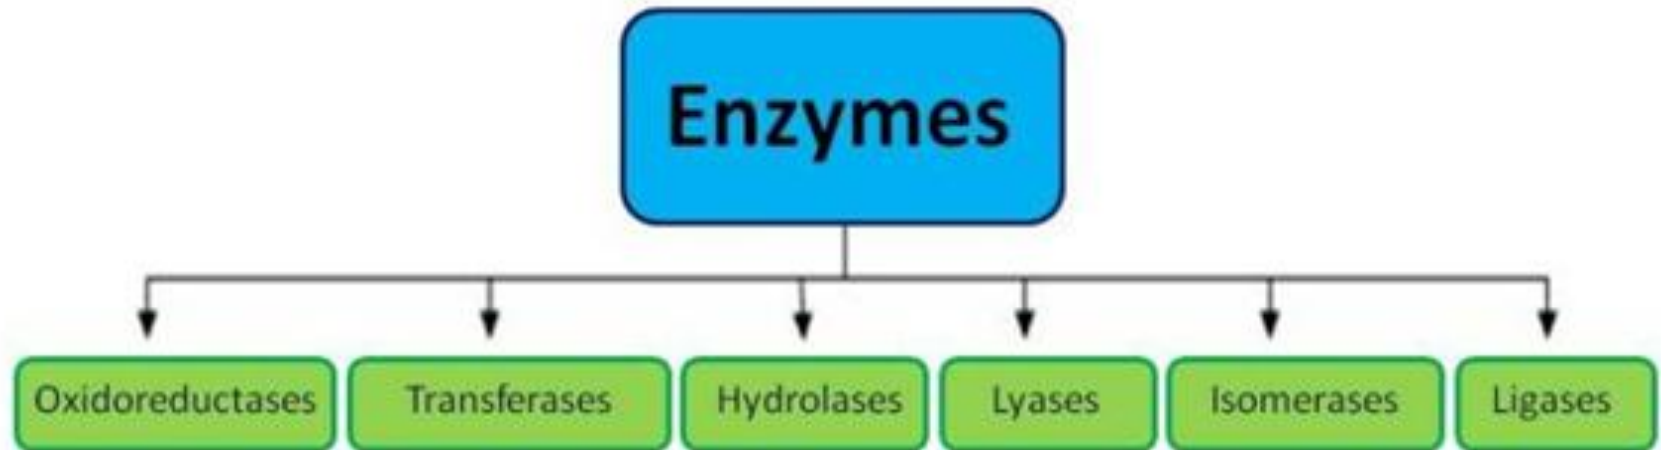 Enzymes
Oxidoreductases
Transferases
Hydrolases
Lyases
Isomerases
Ligases